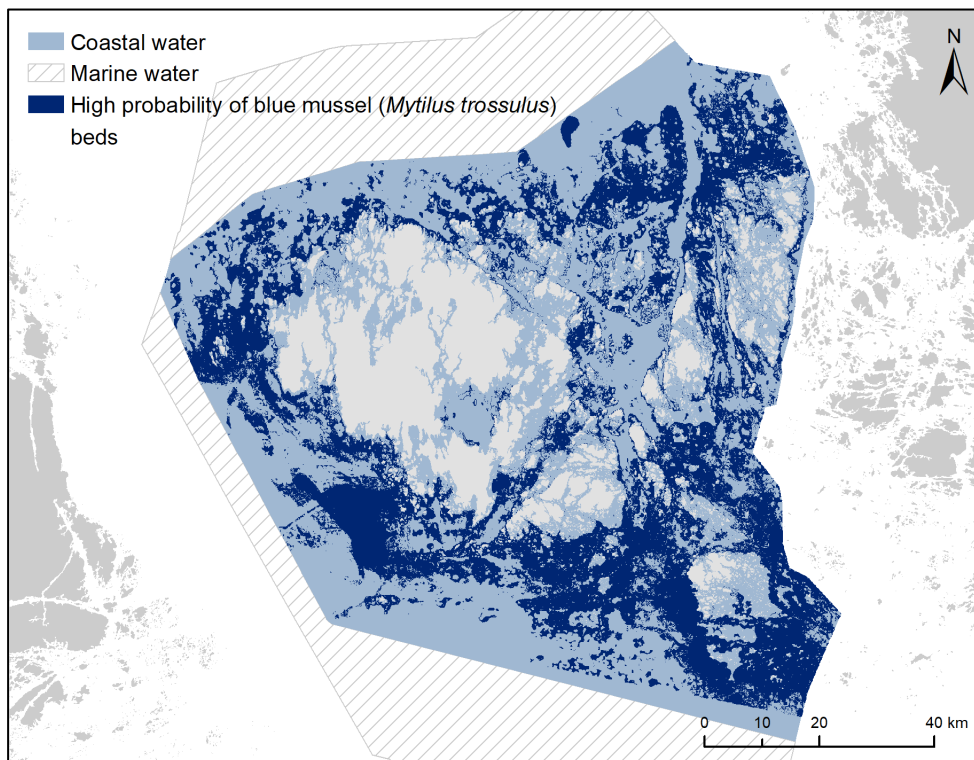 Coastal water
Marine water
High probability of blue mussel (Mytilus trossulus)
beds
N
0 10 20 40 km